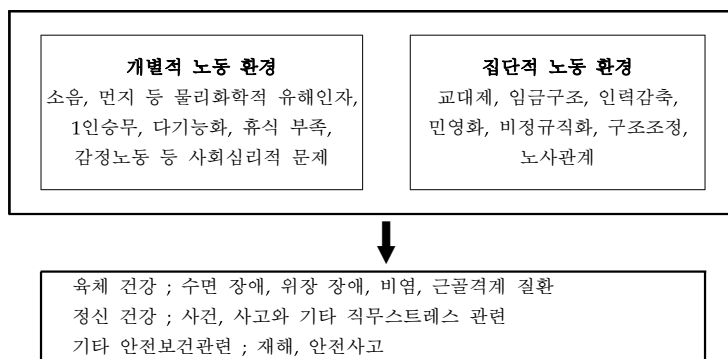 개별적 노동 환경
소음, 먼지 등 물리화학적 유해인자,
1인승무, 다기능화, 휴식 부족,
감정노동 등 사회심리적 문제
집단적 노동 환경
교대제, 임금구조, 인력감축,
민영화, 비정규직화, 구조조정,
노사관계
육체 건강 ; 수면 장애, 위장 장애, 비염, 근골격계 질환
정신 건강 ; 사건, 사고와 기타 직무스트레스 관련
기타 안전보건관련 ; 재해, 안전사고